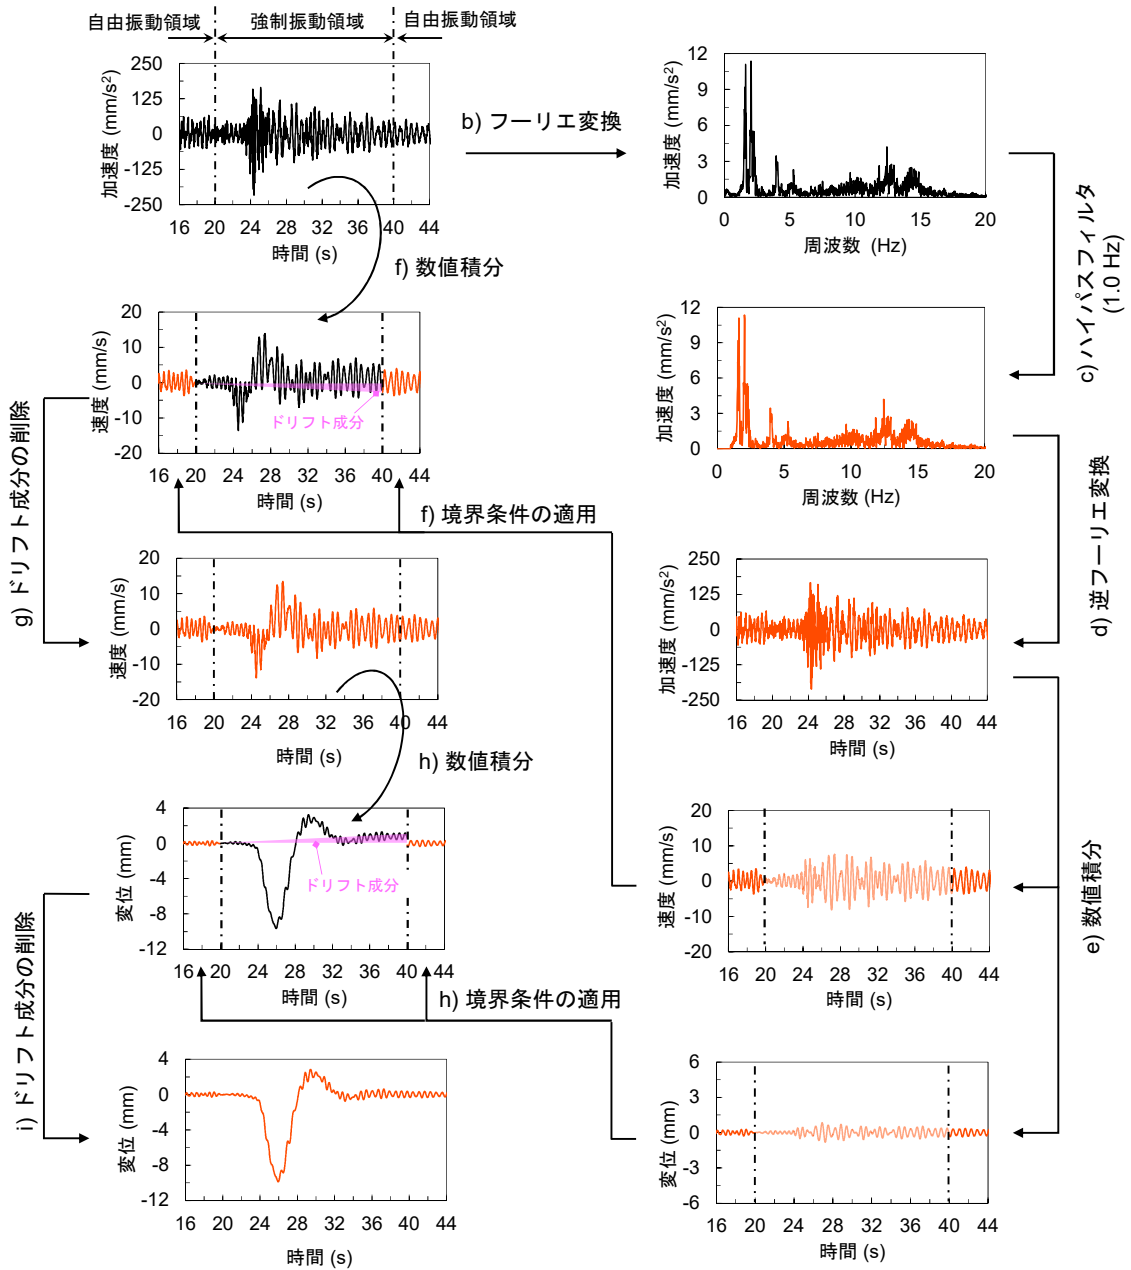 自由振動領域 強制振動領域 自由振動領域
加速度 (mm/s²)
250
125
0
-125
-250
16 20 24 28 32 36 40 44
時間 (s)
b) フーリエ変換
加速度 (mm/s²)
12
9
6
3
0
0 5 10 15 20
周波数 (Hz)
c) ハイパスフィルタ
(1.0 Hz)
f) 数値積分
速度 (mm/s)
20
10
0
-10
-20
ドリフト成分
16 20 24 28 32 36 40 44
時間 (s)
加速度 (mm/s²)
12
9
6
3
0
0 5 10 15 20
周波数 (Hz)
g) ドリフト成分の削除
f) 境界条件の適用
d) 逆フーリエ変換
速度 (mm/s)
20
10
0
-10
-20
16 20 24 28 32 36 40 44
時間 (s)
加速度 (mm/s²)
250
125
0
-125
-250
16 20 24 28 32 36 40 44
時間 (s)
h) 数値積分
変位 (mm)
4
0
-4
-8
-12
ドリフト成分
16 20 24 28 32 36 40 44
時間 (s)
速度 (mm/s)
20
10
0
-10
-20
16 20 24 28 32 36 40 44
時間 (s)
e) 数値積分
i) ドリフト成分の削除
h) 境界条件の適用
変位 (mm)
4
0
-4
-8
-12
16 20 24 28 32 36 40 44
時間 (s)
変位 (mm)
6
3
0
-3
-6
16 20 24 28 32 36 40 44
時間 (s)